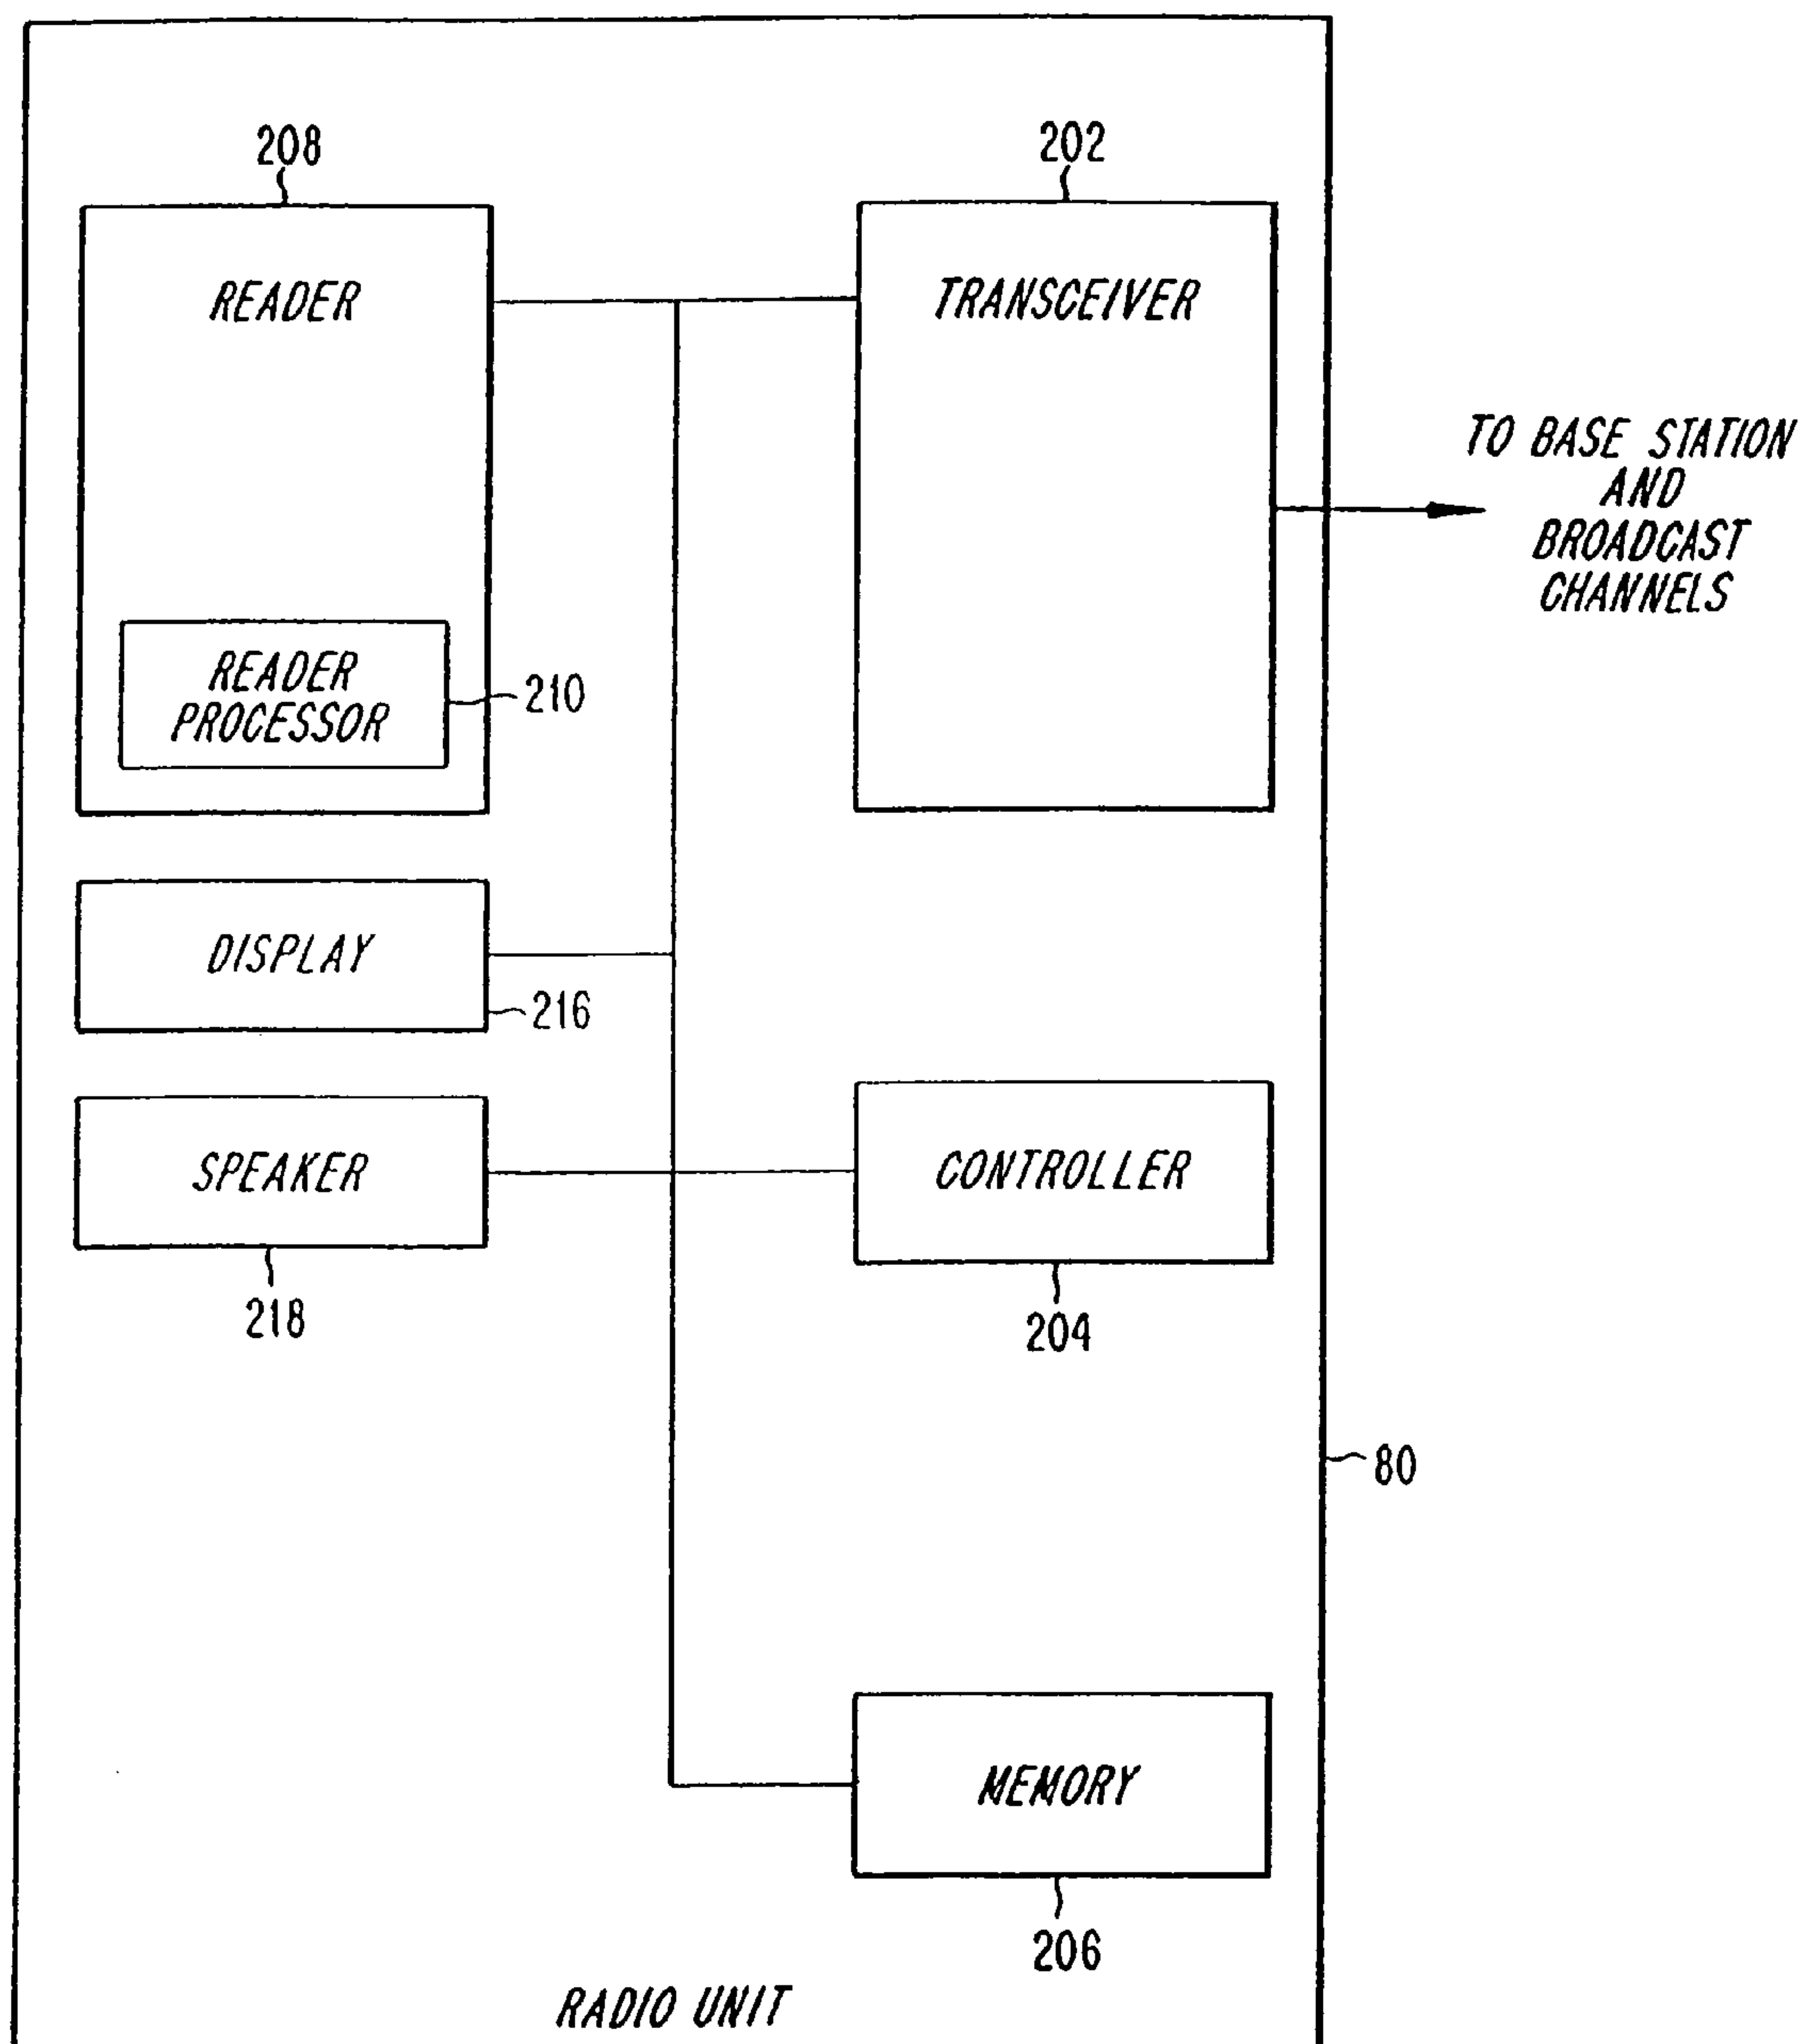 208
202
READER
TRANSCEIVER
TO BASE STATION
AND
BROADCAST
CHANNELS
READER
PROCESSOR
210
DISPLAY
216
SPEAKER
CONTROLLER
218
204
80
MEMORY
206
RADIO UNIT